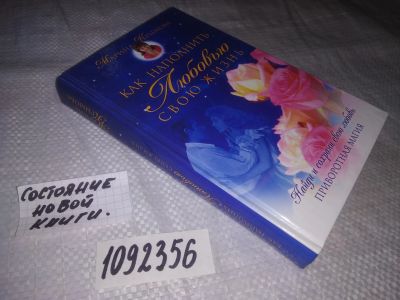 КАК НАПОЛНИТЬ
Любовью
СВОЮ ЖИЗНЬ
Найди и сохрани свою любовь
ПРИВОРОТНАЯ МАГИЯ
СОСТОЯНИЕ
НОВОЙ
КНИГИ.
1092356